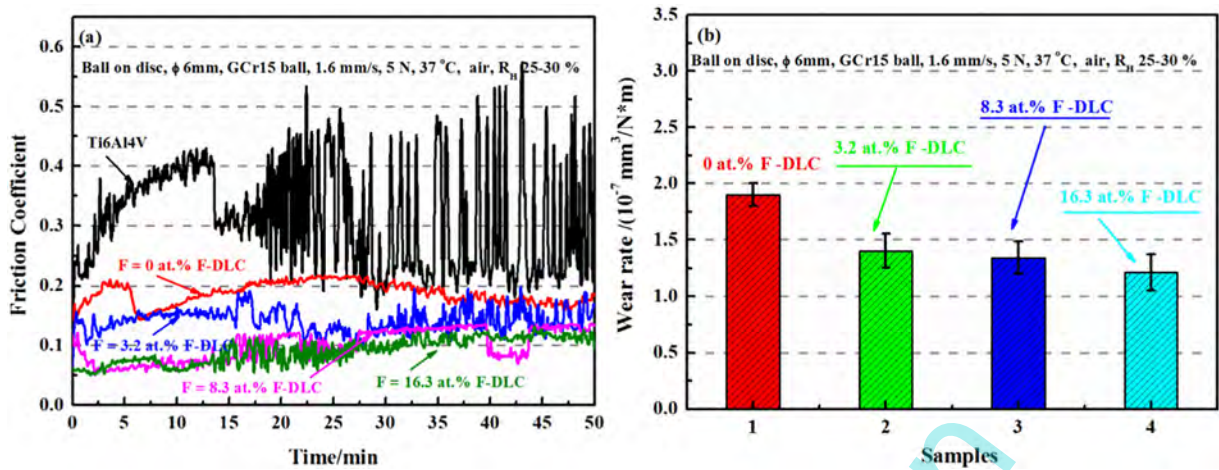 (a)
Ball on disc, ϕ 6mm, GCr15 ball, 1.6 mm/s, 5 N, 37 °C, air, R_H 25-30 %
Ti6Al4V
F = 0 at.% F-DLC
F = 3.2 at.% F-DLC
F = 8.3 at.% F-DLC
F = 16.3 at.% F-DLC
Friction Coefficient
0.6
0.5
0.4
0.3
0.2
0.1
0.0
0 5 10 15 20 25 30 35 40 45 50
Time/min
(b)
Ball on disc, ϕ 6mm, GCr15 ball, 1.6 mm/s, 5 N, 37 °C, air, R_H 25-30 %
8.3 at.% F -DLC
3.2 at.% F -DLC
0 at.% F -DLC
16.3 at.% F -DLC
Wear rate /(10⁻⁷ mm³/N*m)
3.5
3.0
2.5
2.0
1.5
1.0
0.5
0.0
1 2 3 4
Samples